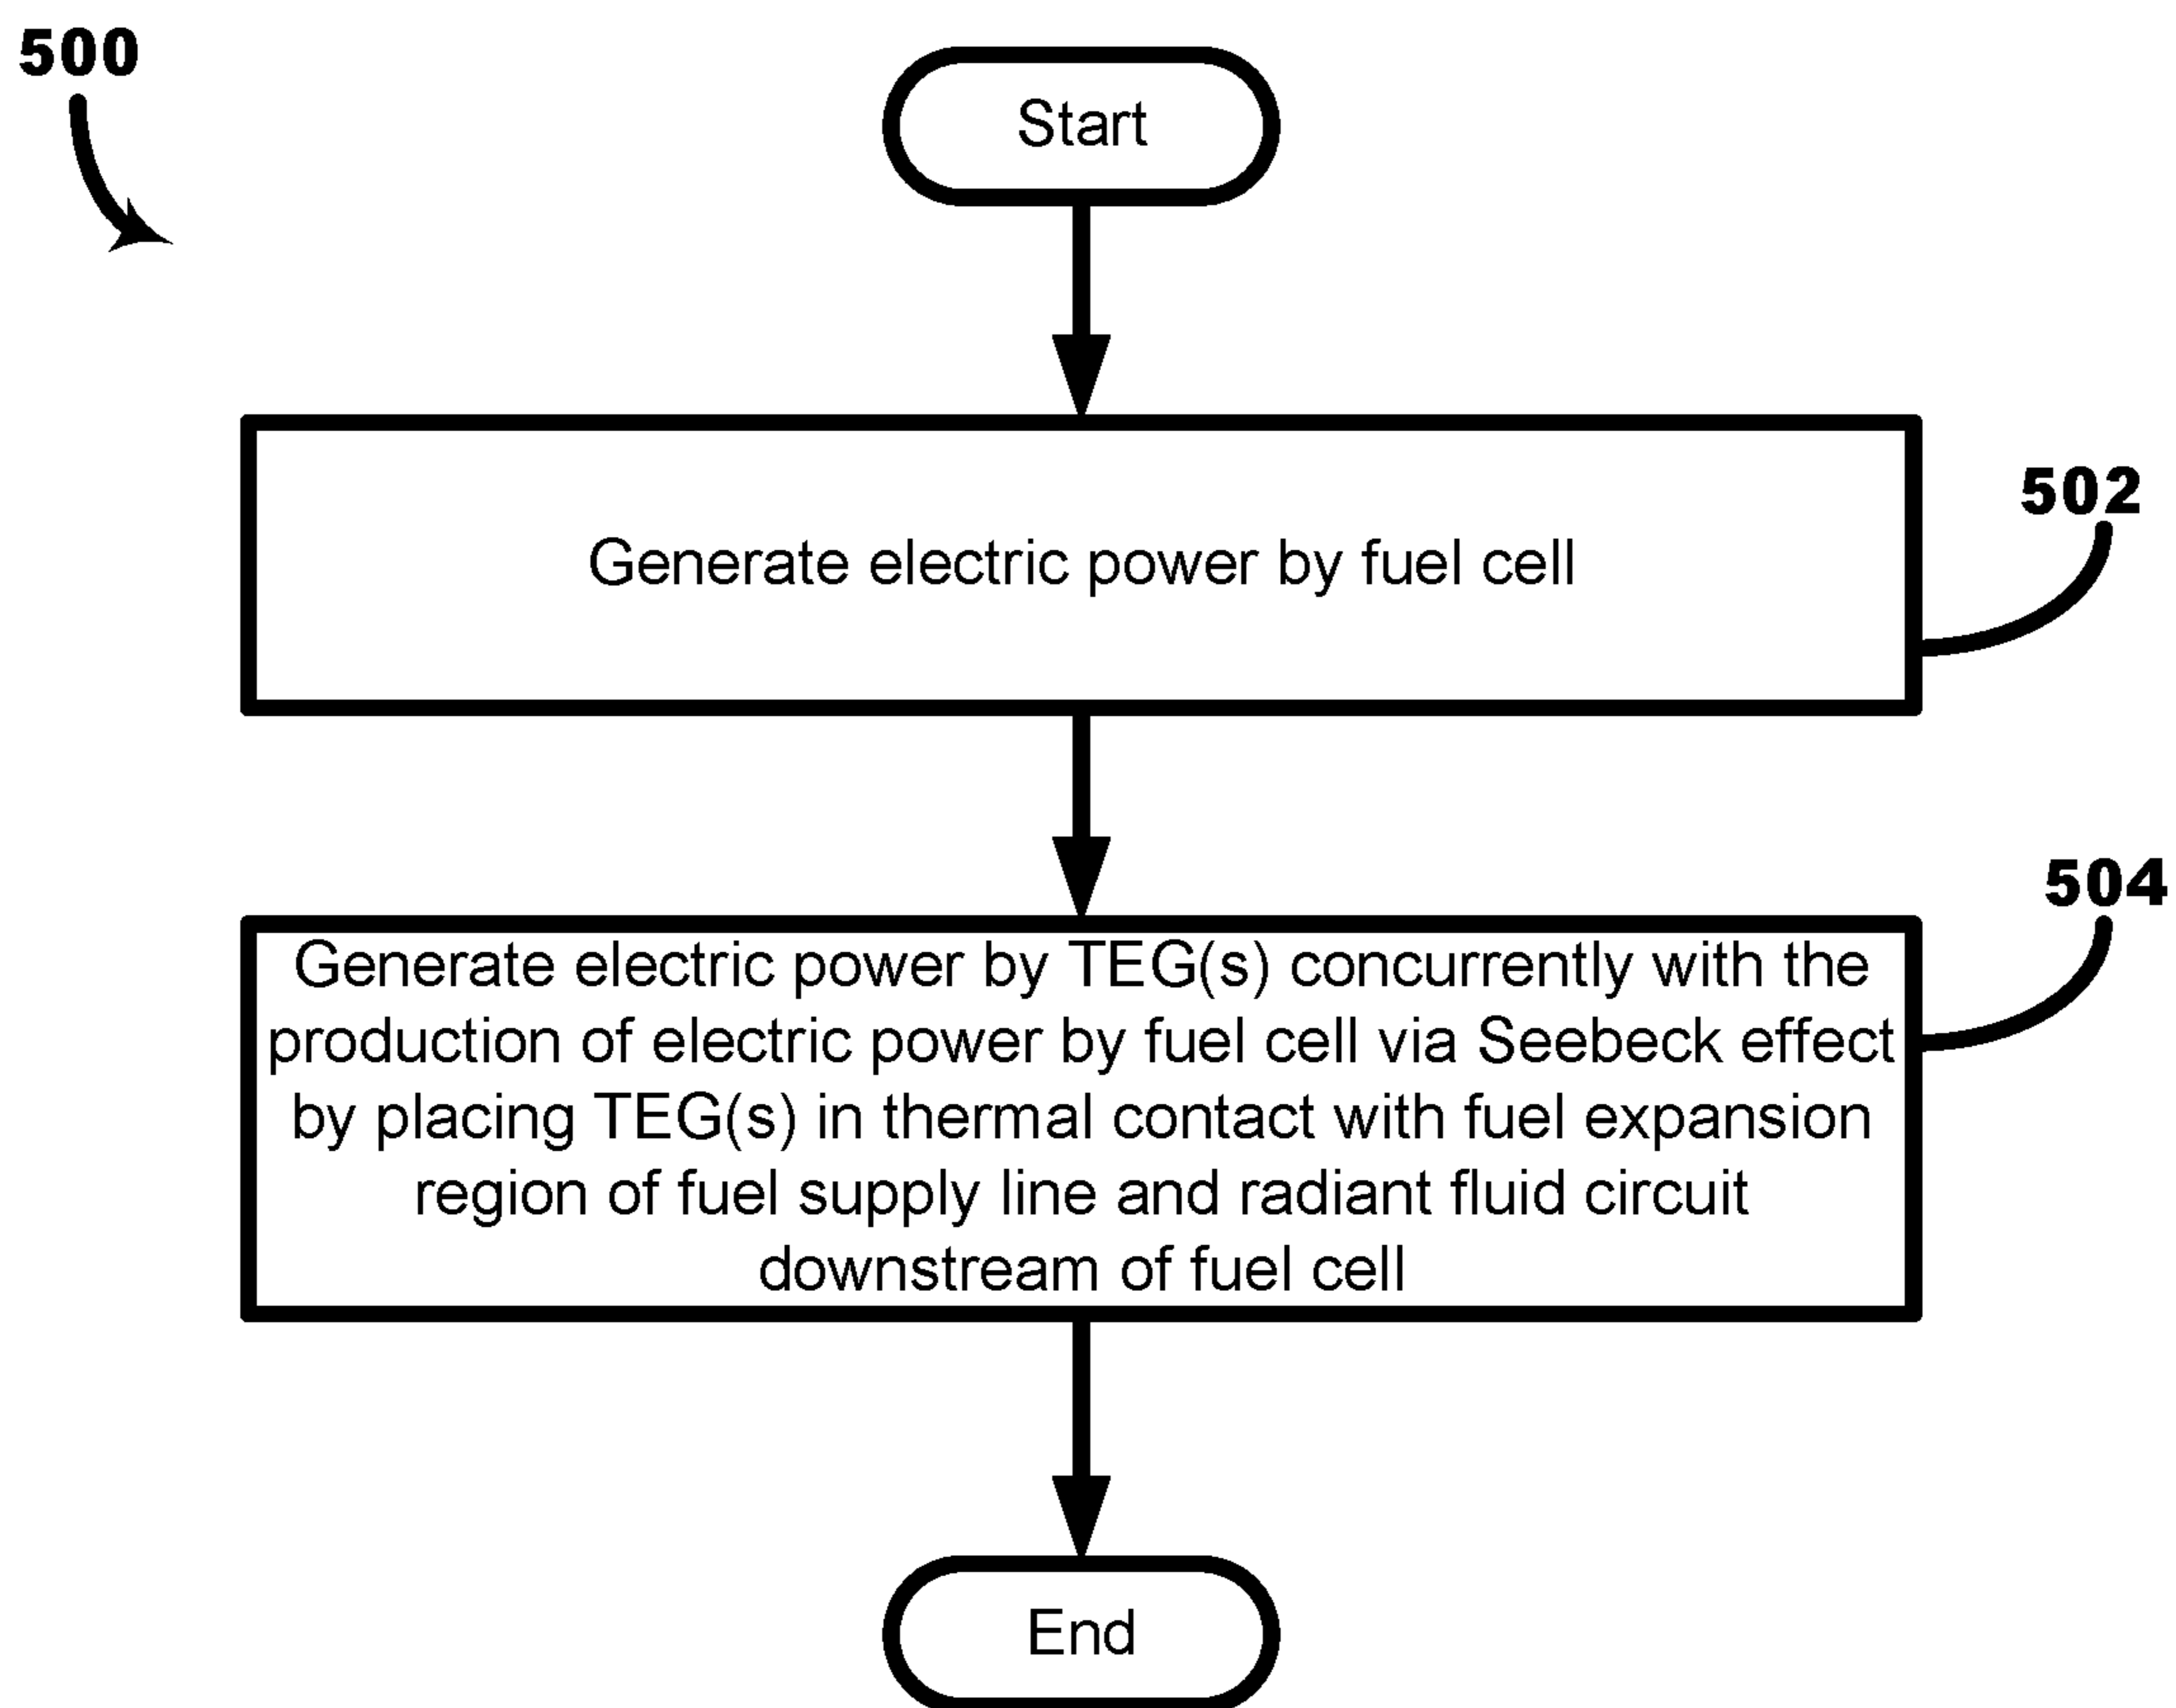 500
Start
Generate electric power by fuel cell
502
504
Generate electric power by TEG(s) concurrently with the
production of electric power by fuel cell via Seebeck effect
by placing TEG(s) in thermal contact with fuel expansion
region of fuel supply line and radiant fluid circuit
downstream of fuel cell
End